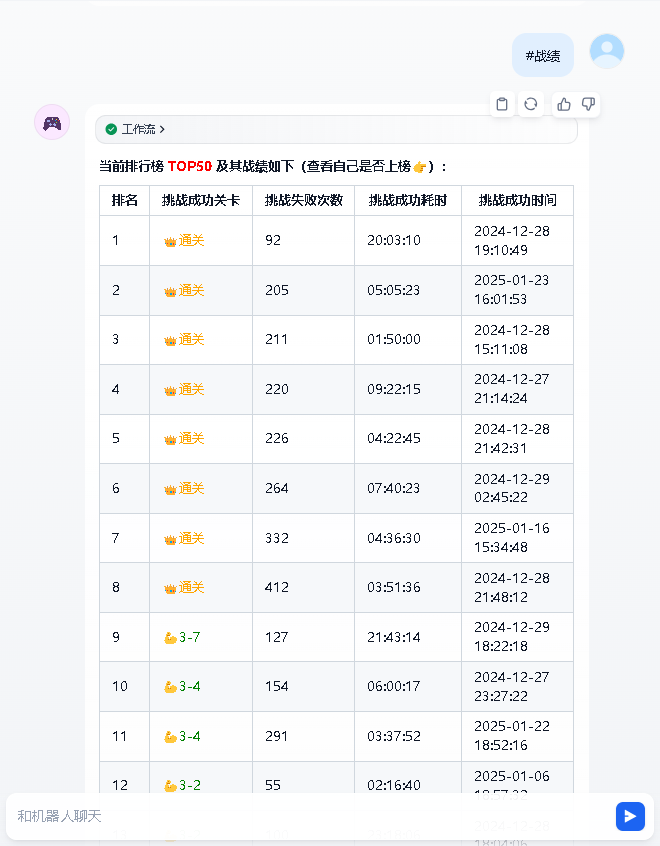 #战绩
工作流
当前排行榜 TOP50 及其战绩如下（查看自己是否上榜👉）：
排名 挑战成功关卡 挑战失败次数 挑战成功耗时 挑战成功时间
1 👑通关 92 20:03:10 2024-12-28 19:10:49
2 👑通关 205 05:05:23 2025-01-23 16:01:53
3 👑通关 211 01:50:00 2024-12-28 15:11:08
4 👑通关 220 09:22:15 2024-12-27 21:14:24
5 👑通关 226 04:22:45 2024-12-28 21:42:31
6 👑通关 264 07:40:23 2024-12-29 02:45:22
7 👑通关 332 04:36:30 2025-01-16 15:34:48
8 👑通关 412 03:51:36 2024-12-28 21:48:12
9 💪3-7 127 21:43:14 2024-12-29 18:22:18
10 💪3-4 154 06:00:17 2024-12-27 23:27:22
11 💪3-4 291 03:37:52 2025-01-22 18:52:16
12 💪3-2 55 02:16:40 2025-01-06
和机器人聊天